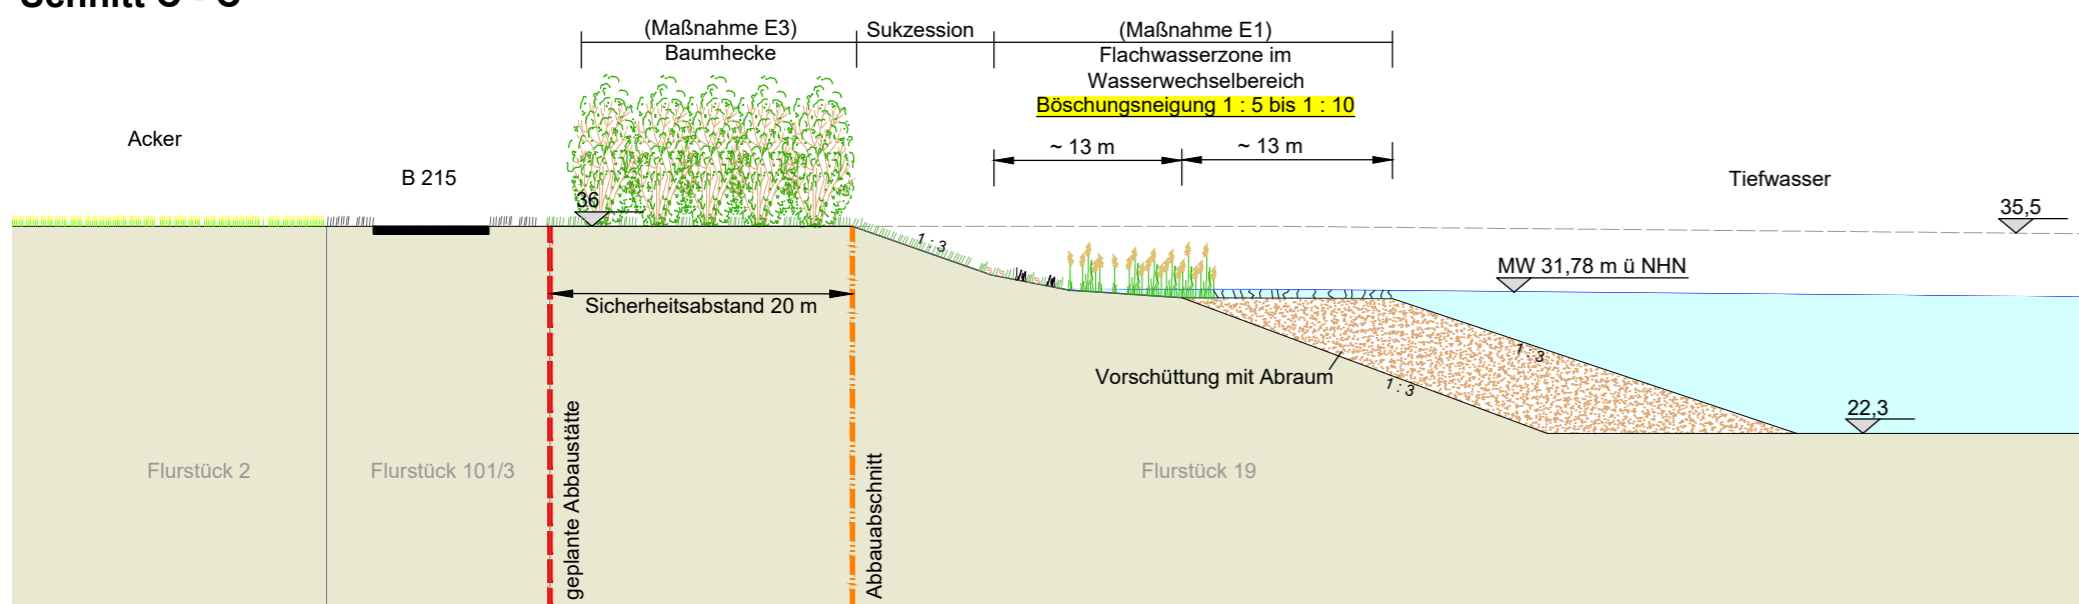 (Maßnahme E3)
Sukzession
(Maßnahme E1)
Baumhecke
Flachwasserzone im
Wasserwechselbereich
Böschungsneigung 1 : 5 bis 1 : 10
Acker
~ 13 m
~ 13 m
B 215
Tiefwasser
36
35,5
1 : 3
MW 31,78 m ü NHN
Sicherheitsabstand 20 m
1 : 3
Vorschüttung mit Abraum
1 : 3
22,3
Flurstück 2
Flurstück 101/3
geplante Abbaustätte
Abbauabschnitt
Flurstück 19